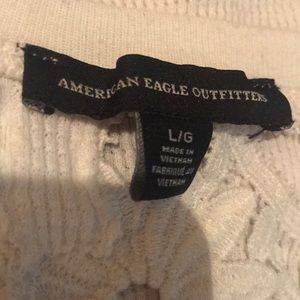 AMERICAN EAGLE OUTFITTERS
L/G
MADE IN
VIETNAM
FABRIQUÉ AU
VIETNAM